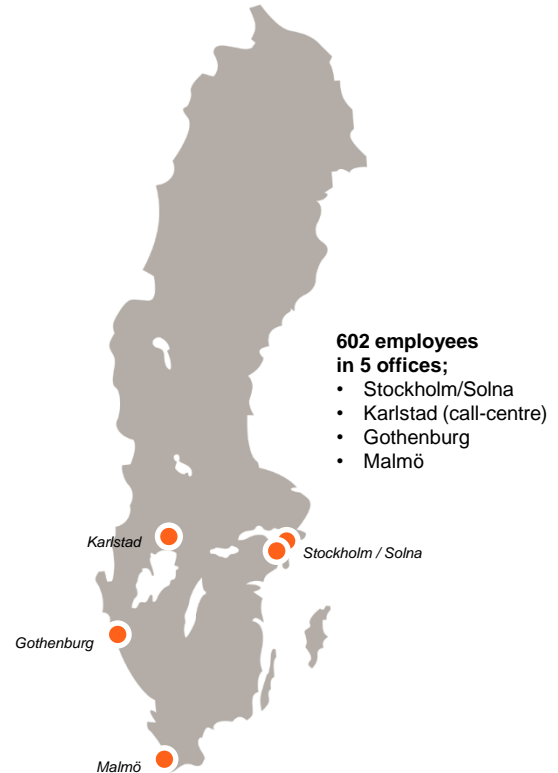 602 employees
in 5 offices;
• Stockholm/Solna
• Karlstad (call-centre)
• Gothenburg
• Malmö
Karlstad
Stockholm / Solna
Gothenburg
Malmö